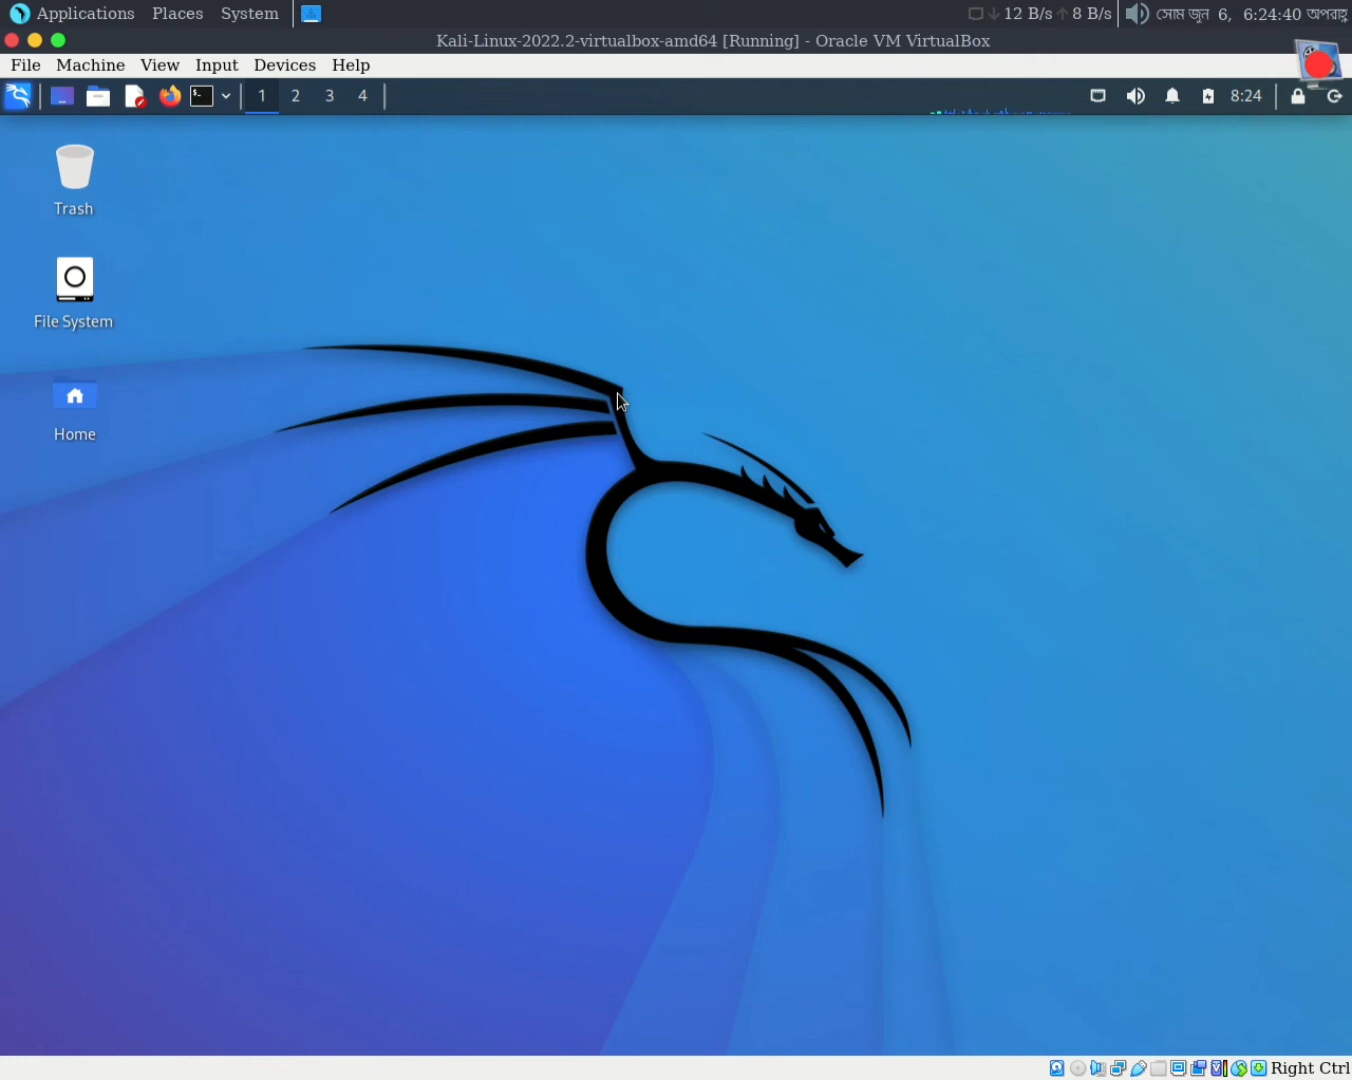 Applications Places System 12 B/s 8 B/s সোম জুন 6, 6:24:40 অপরাহ্ণ
Kali-Linux-2022.2-virtualbox-amd64 [Running] - Oracle VM VirtualBox
File Machine View Input Devices Help
1 2 3 4 8:24
Trash
File System
Home
Right Ctrl